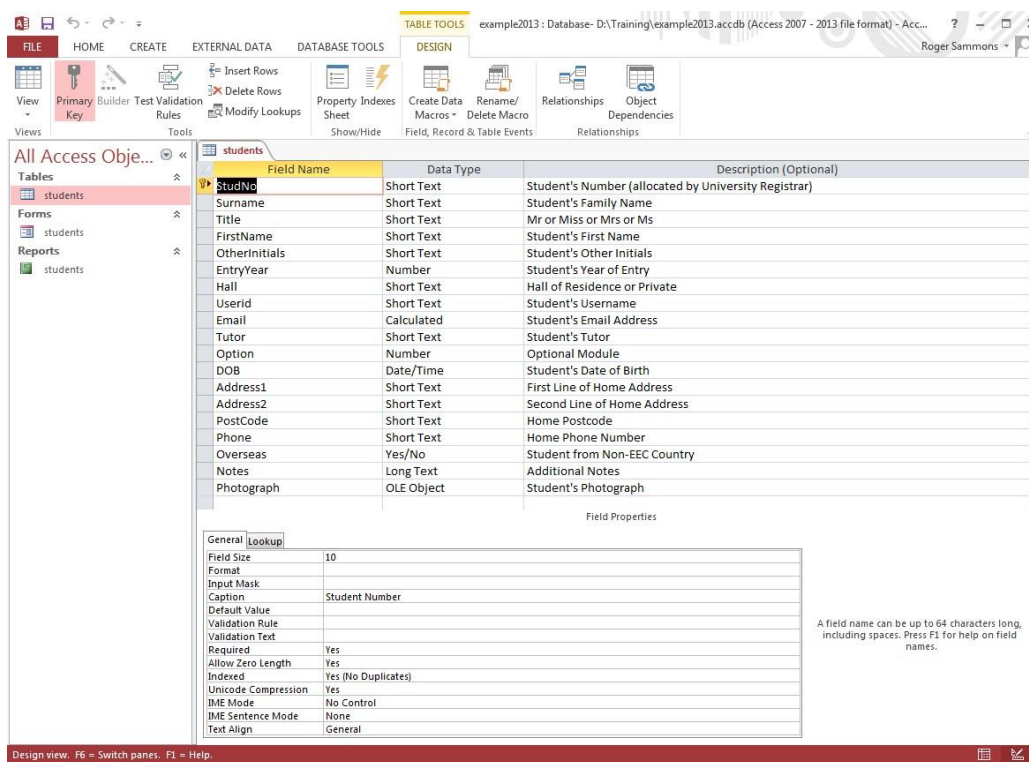 TABLE TOOLS example2013 : Database- D:\Training\example2013.accdb (Access 2007 - 2013 file format) - Acc... ?
FILE HOME CREATE EXTERNAL DATA DATABASE TOOLS DESIGN Roger Sammons
View Primary Key Builder Test Validation Rules
Insert Rows
Delete Rows
Modify Lookups
Property Sheet Indexes Create Data Macros Rename/ Delete Macro Relationships Object Dependencies
Views Tools Show/Hide Field, Record & Table Events Relationships
All Access Obje... «
Tables
students
Forms
students
Reports
students
students
Field Name Data Type Description (Optional)
StudNo Short Text Student's Number (allocated by University Registrar)
Surname Short Text Student's Family Name
Title Short Text Mr or Miss or Mrs or Ms
FirstName Short Text Student's First Name
OtherInitials Short Text Student's Other Initials
EntryYear Number Student's Year of Entry
Hall Short Text Hall of Residence or Private
Userid Short Text Student's Username
Email Calculated Student's Email Address
Tutor Short Text Student's Tutor
Option Number Optional Module
DOB Date/Time Student's Date of Birth
Address1 Short Text First Line of Home Address
Address2 Short Text Second Line of Home Address
PostCode Short Text Home Postcode
Phone Short Text Home Phone Number
Overseas Yes/No Student from Non-EEC Country
Notes Long Text Additional Notes
Photograph OLE Object Student's Photograph
Field Properties
General Lookup
Field Size 10
Format
Input Mask
Caption Student Number
Default Value
Validation Rule
Validation Text
Required Yes
Allow Zero Length Yes
Indexed Yes (No Duplicates)
Unicode Compression Yes
IME Mode No Control
IME Sentence Mode None
Text Align General
A field name can be up to 64 characters long,
including spaces. Press F1 for help on field
names.
Design view. F6 = Switch panes. F1 = Help.